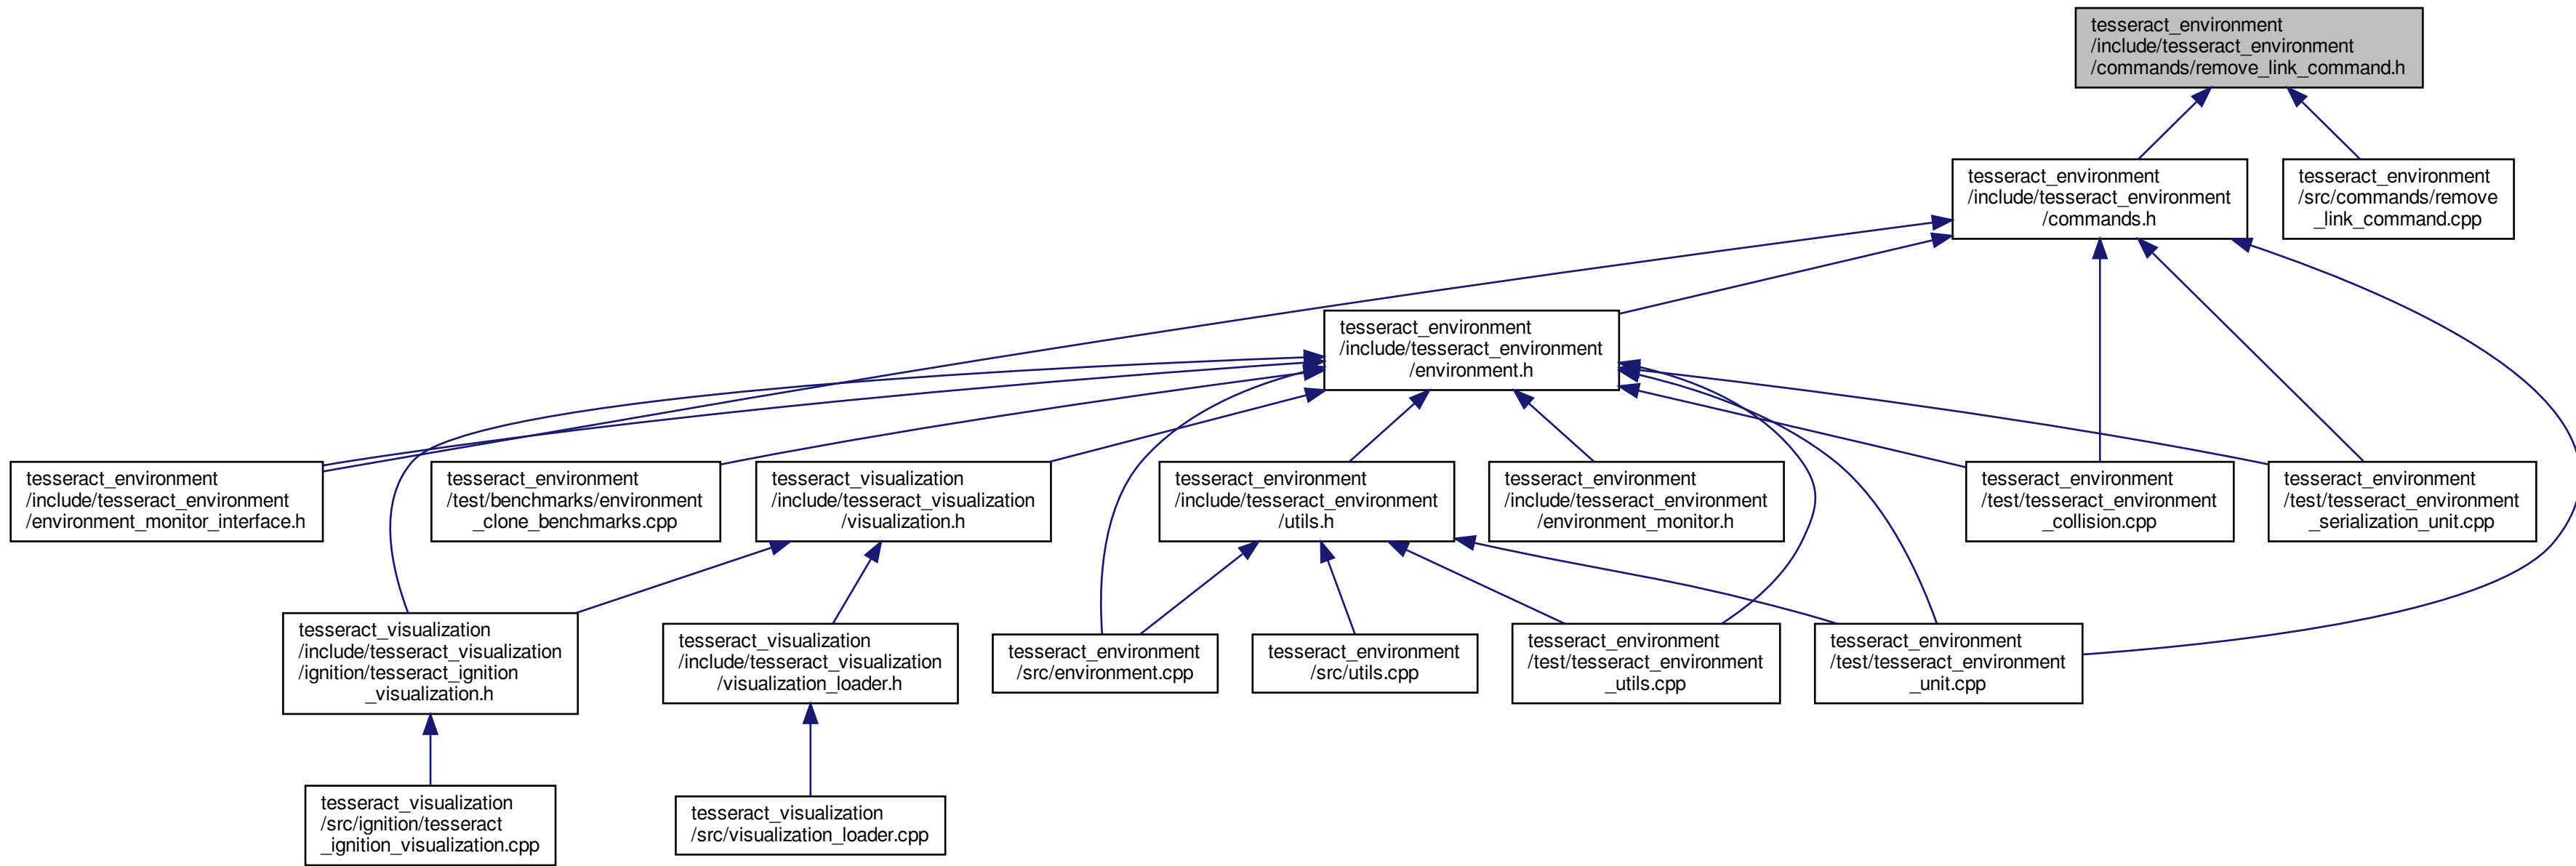 tesseract_environment
/include/tesseract_environment
/commands/remove_link_command.h
tesseract_environment
/include/tesseract_environment
/commands.h
tesseract_environment
/src/commands/remove
_link_command.cpp
tesseract_environment
/include/tesseract_environment
/environment.h
tesseract_environment
/include/tesseract_environment
/environment_monitor_interface.h
tesseract_environment
/test/benchmarks/environment
_clone_benchmarks.cpp
tesseract_visualization
/include/tesseract_visualization
/visualization.h
tesseract_environment
/include/tesseract_environment
/utils.h
tesseract_environment
/include/tesseract_environment
/environment_monitor.h
tesseract_environment
/test/tesseract_environment
_collision.cpp
tesseract_environment
/test/tesseract_environment
_serialization_unit.cpp
tesseract_visualization
/include/tesseract_visualization
/ignition/tesseract_ignition
_visualization.h
tesseract_visualization
/include/tesseract_visualization
/visualization_loader.h
tesseract_environment
/src/environment.cpp
tesseract_environment
/src/utils.cpp
tesseract_environment
/test/tesseract_environment
_utils.cpp
tesseract_environment
/test/tesseract_environment
_unit.cpp
tesseract_visualization
/src/ignition/tesseract
_ignition_visualization.cpp
tesseract_visualization
/src/visualization_loader.cpp